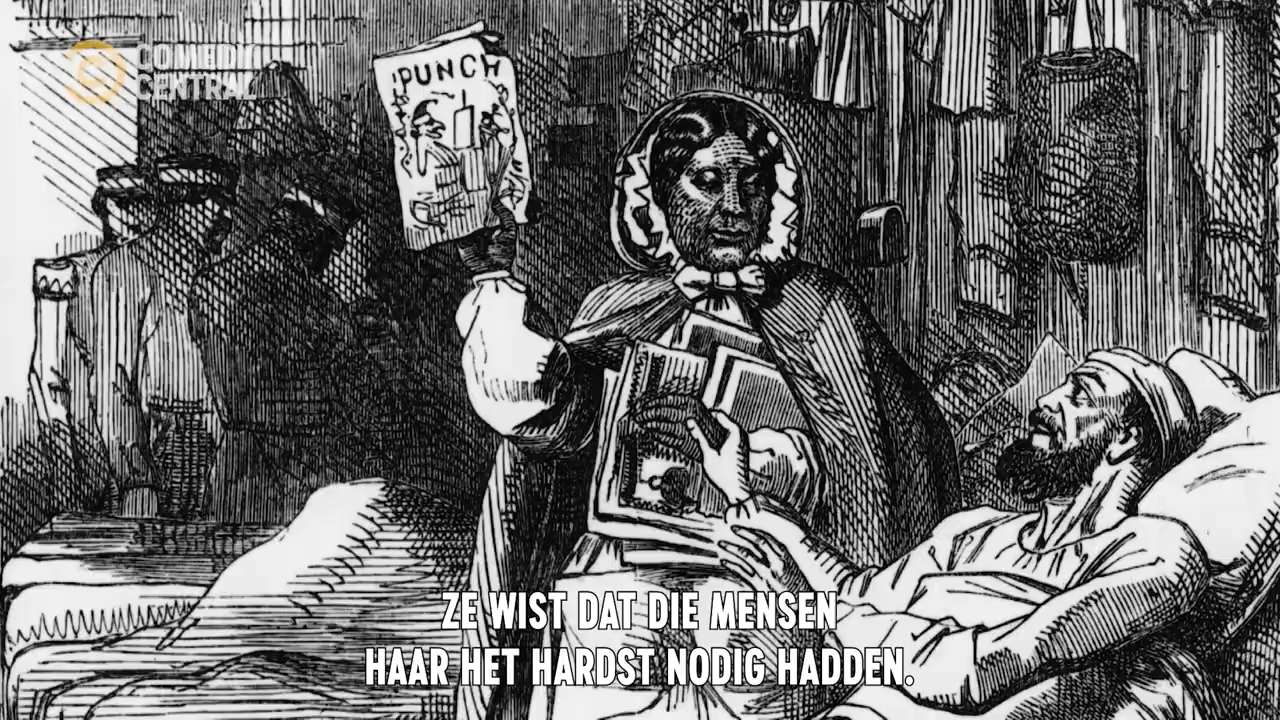 COMEDY
CENTRAL
PUNCH
ZE WIST DAT DIE MENSEN
HAAR HET HARDST NODIG HADDEN.